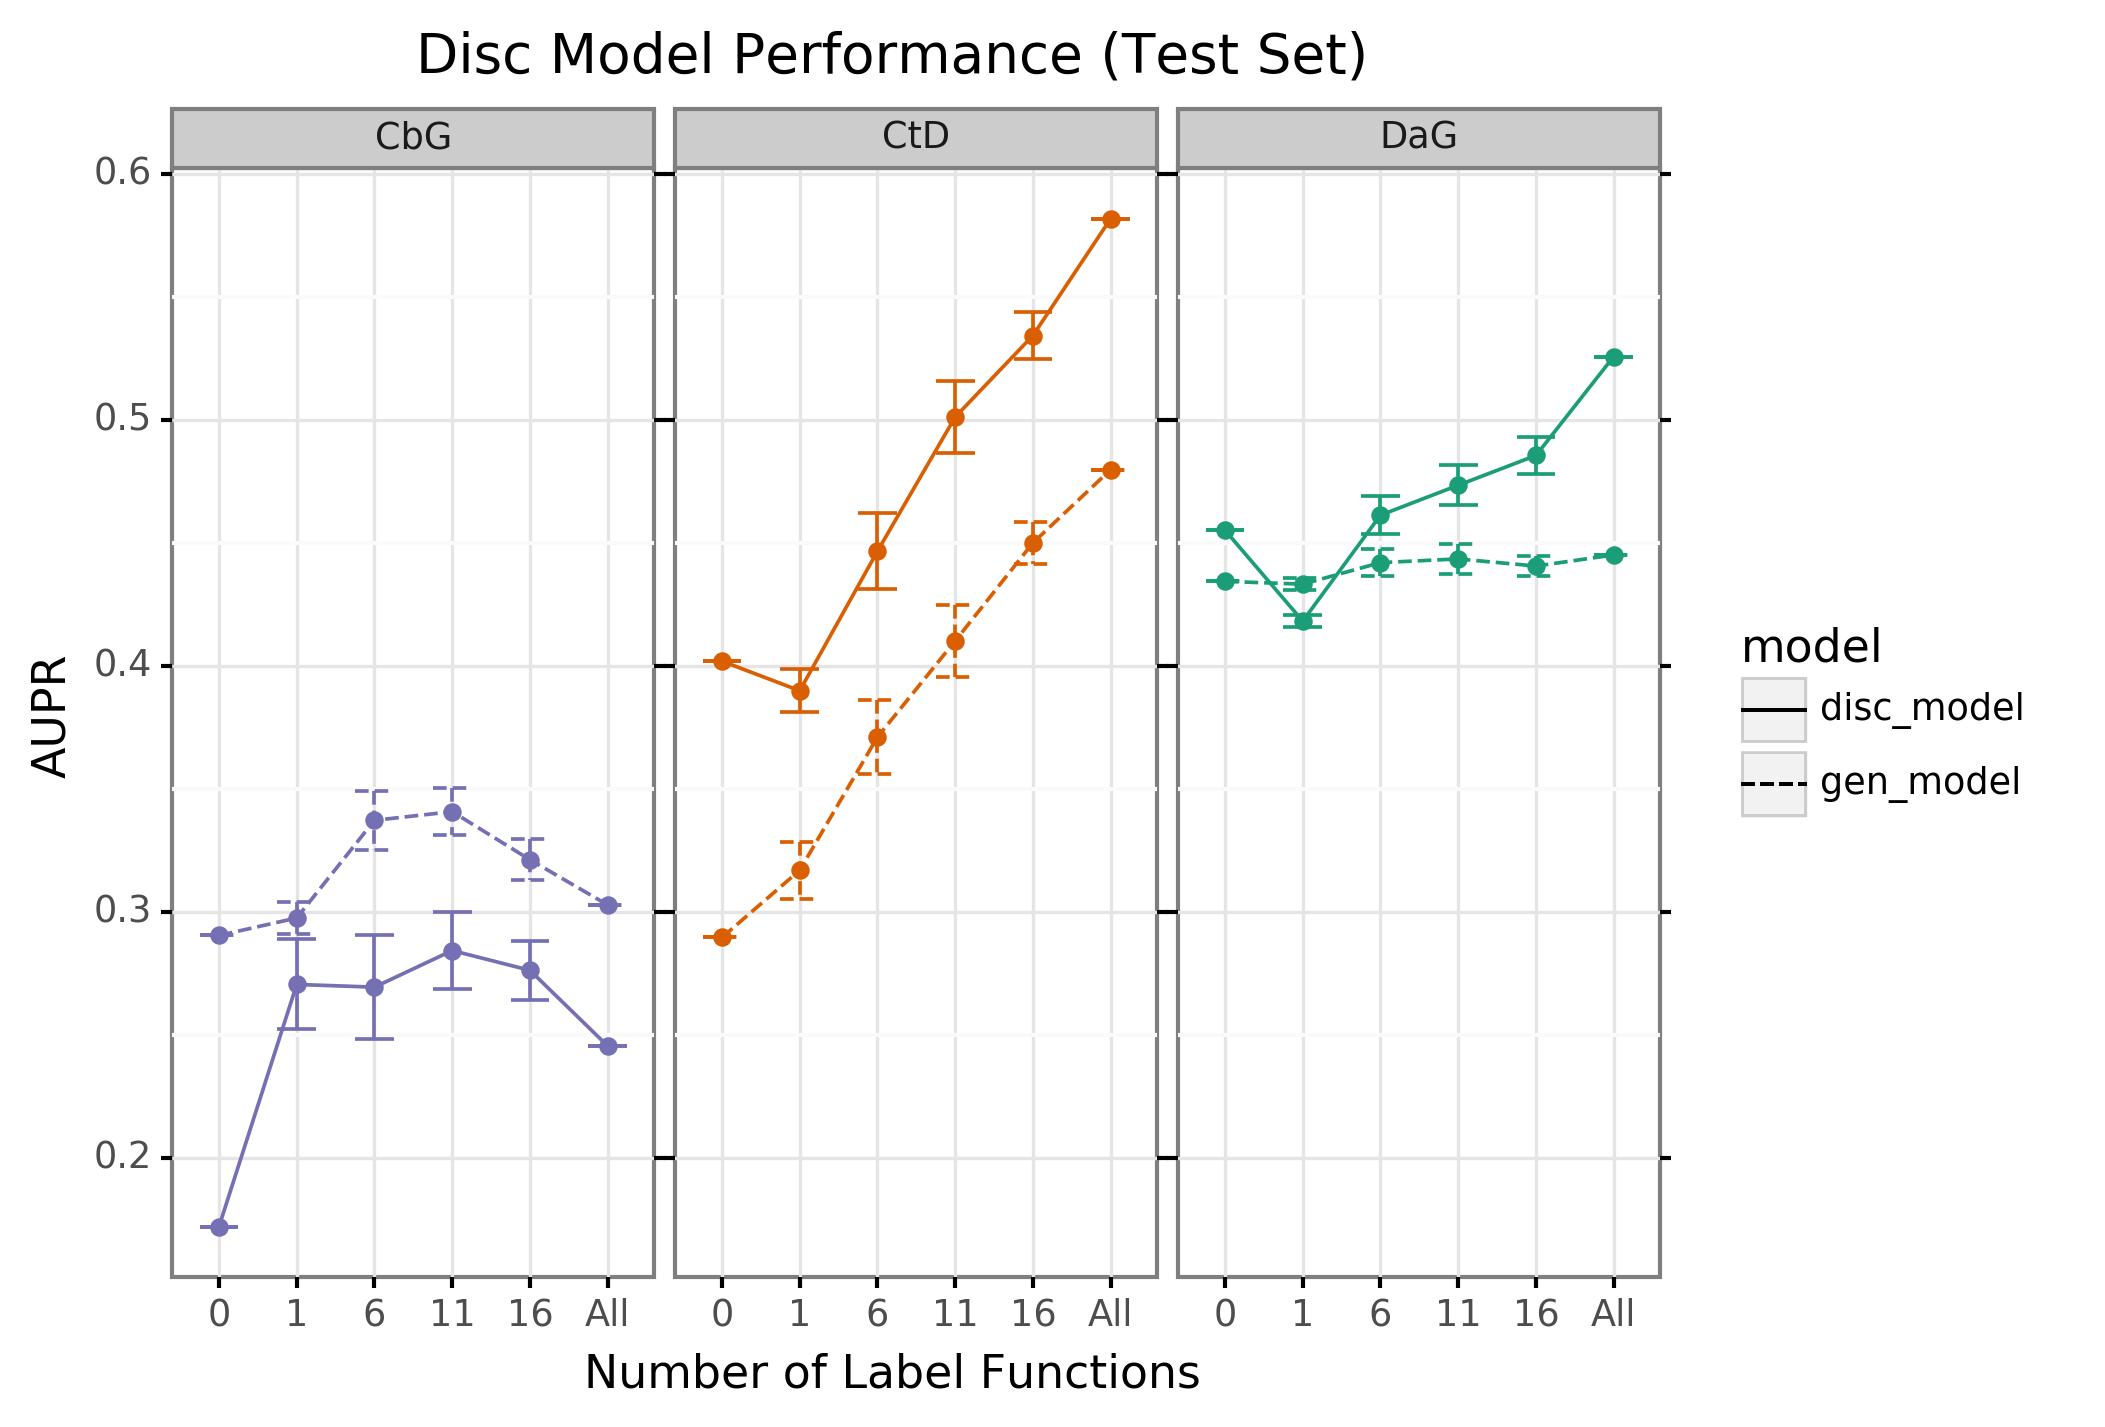 Disc Model Performance (Test Set)
CbG CtD DaG
0.6
0.5
0.4
0.3
0.2
AUPR
0 1 6 11 16 All 0 1 6 11 16 All 0 1 6 11 16 All
Number of Label Functions
model
disc_model
gen_model